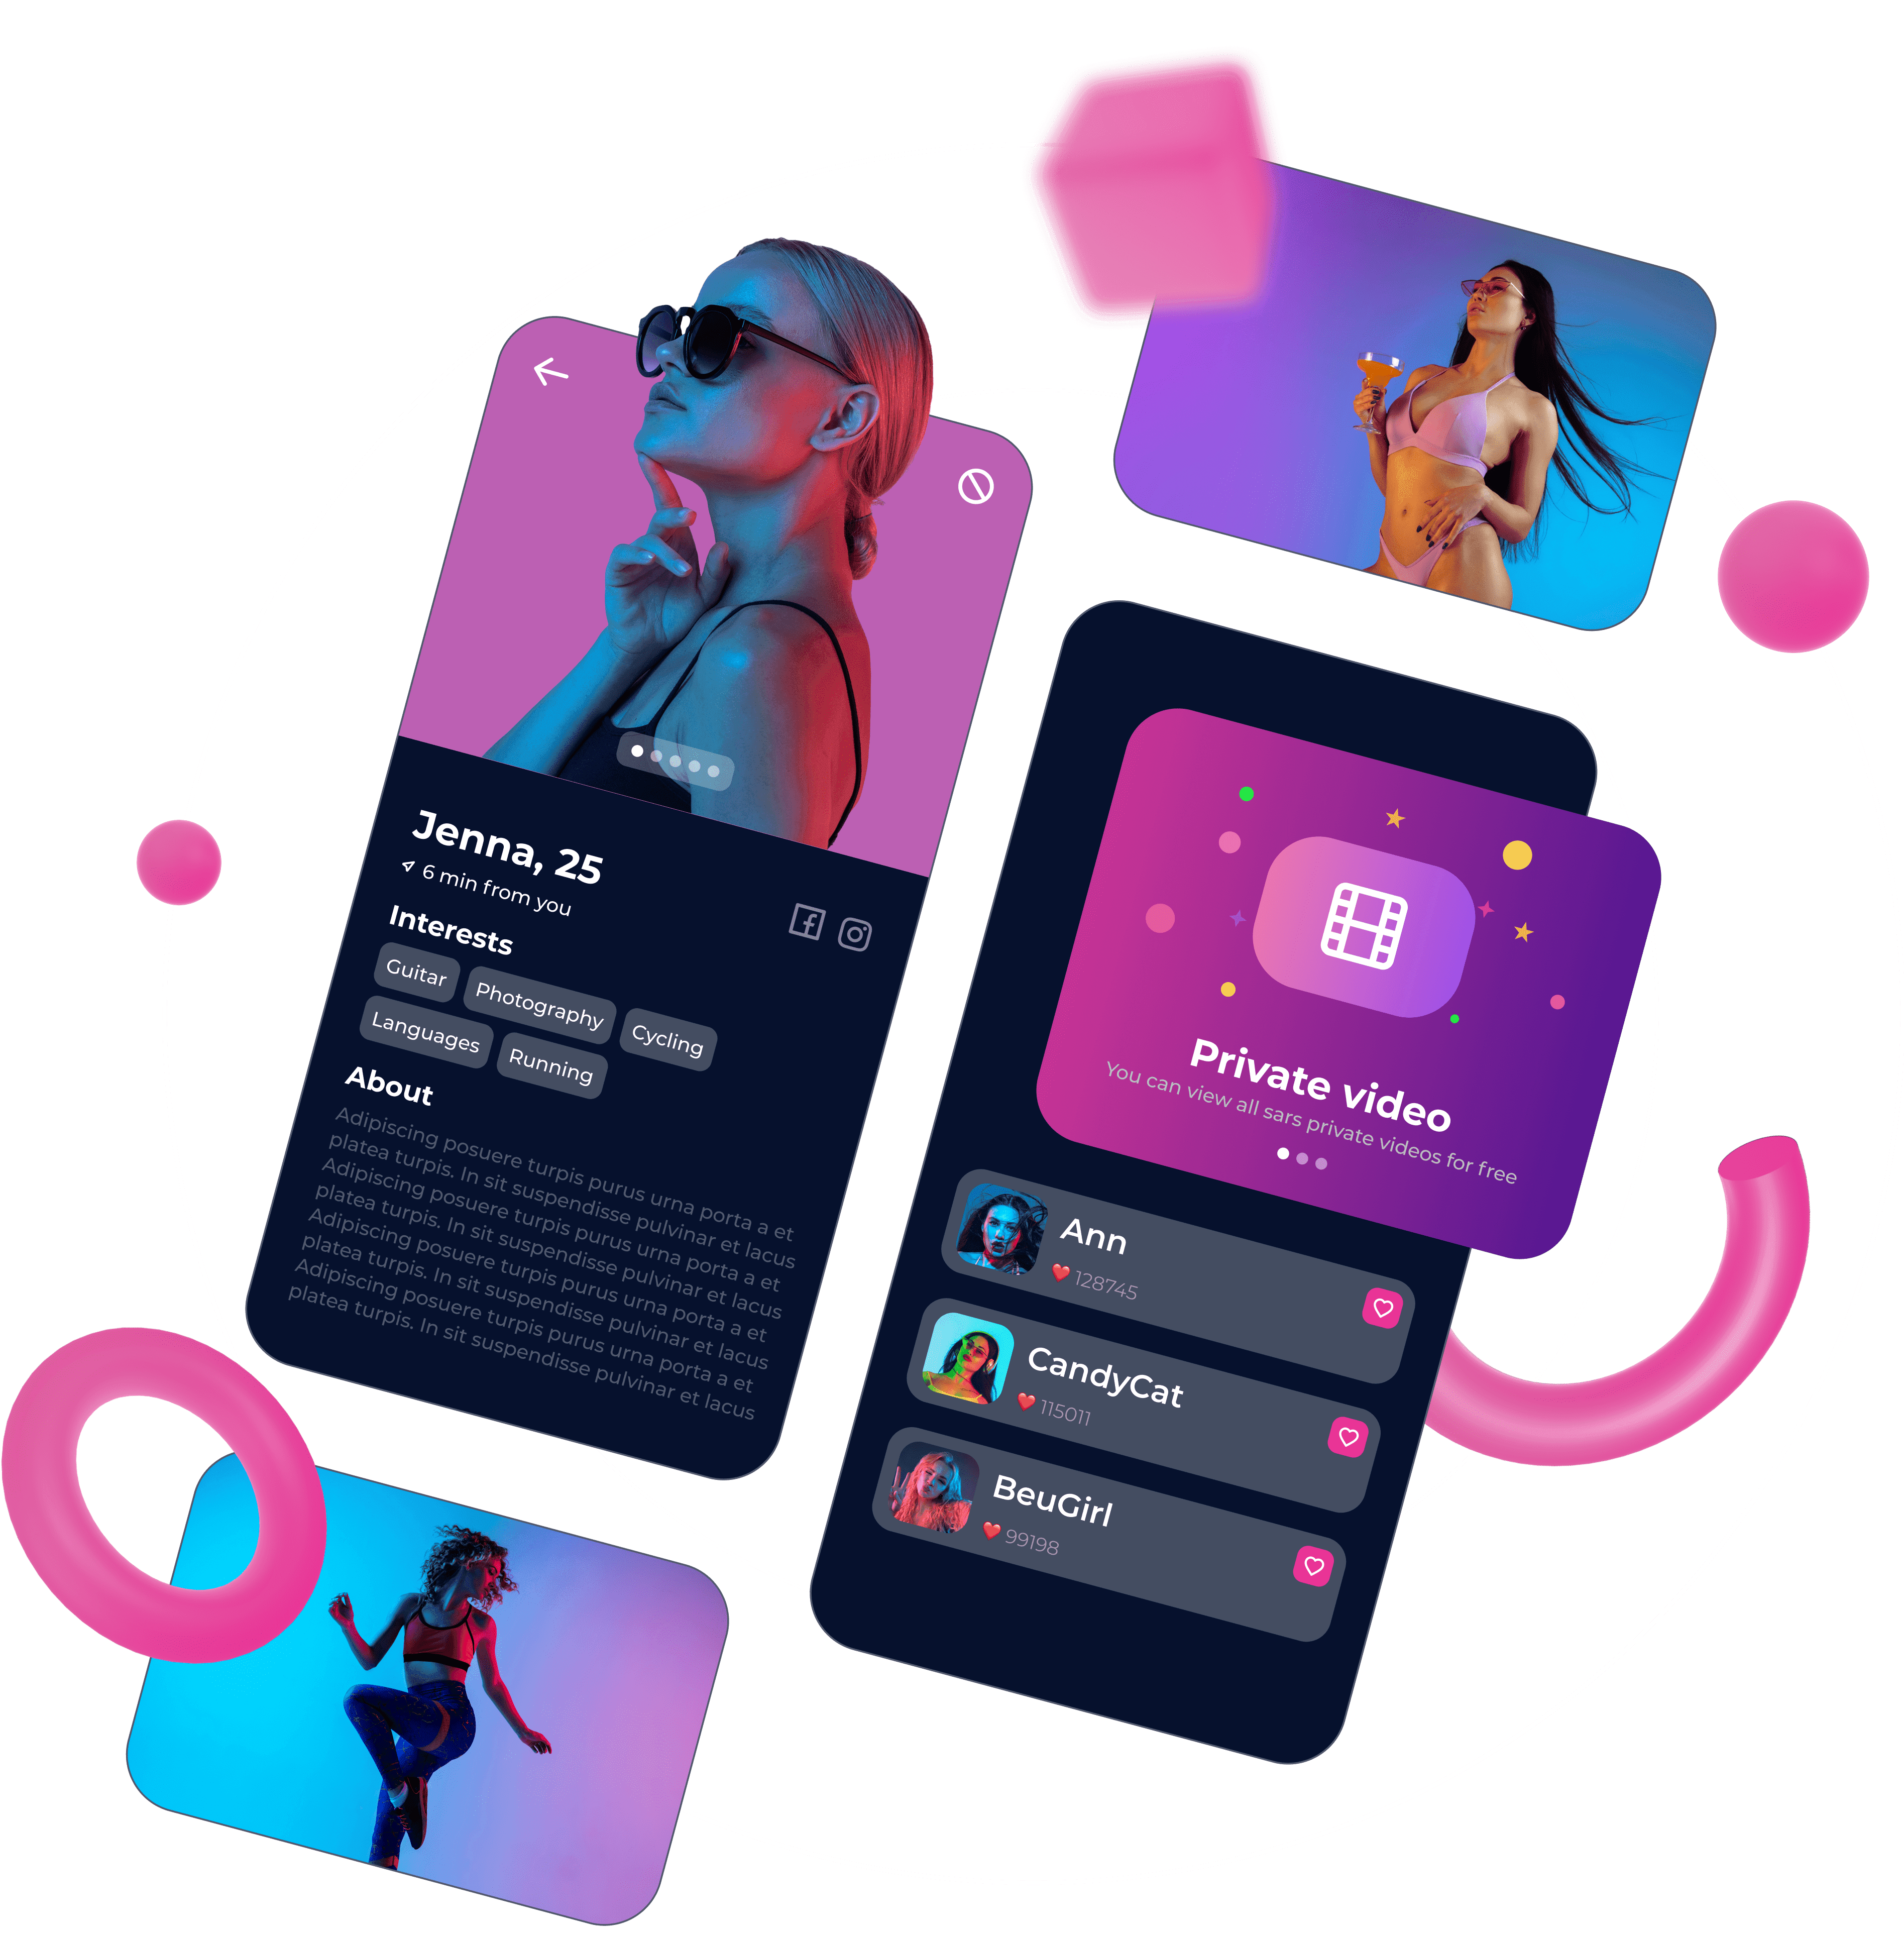 Jenna, 25
6 min from you
Interests
Guitar
Photography
Cycling
Languages
Running
About
Adipiscing posuere turpis purus urna porta a et
platea turpis. In sit suspendisse pulvinar et lacus
Adipiscing posuere turpis purus urna porta a et
platea turpis. In sit suspendisse pulvinar et lacus
Adipiscing posuere turpis purus urna porta a et
platea turpis. In sit suspendisse pulvinar et lacus
Adipiscing posuere turpis purus urna porta a et
platea turpis. In sit suspendisse pulvinar et lacus
Private video
You can view all sars private videos for free
Ann
128745
CandyCat
115011
BeuGirl
99198